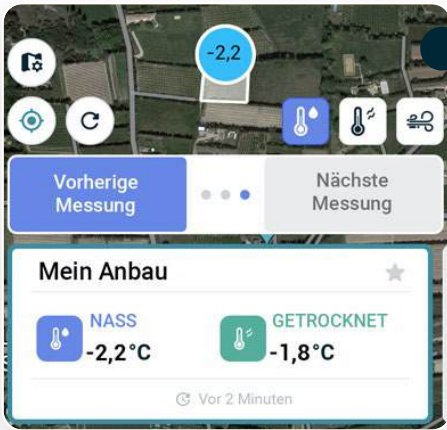 -2,2
Vorherige
Messung
Nächste
Messung
Mein Anbau
NASS
-2,2°C
GETROCKNET
-1,8°C
Vor 2 Minuten